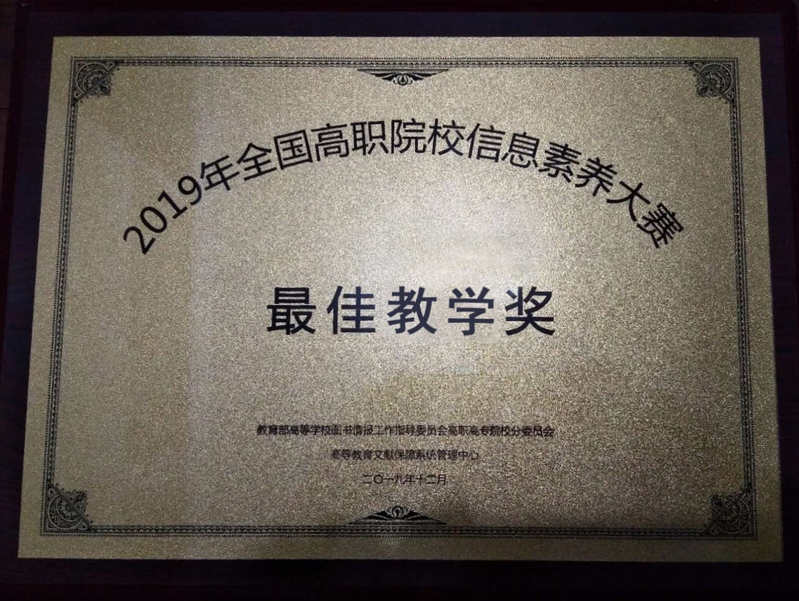 2019年全国高职院校信息素养大赛
最佳教学奖
教育部高等学校图书情报工作指导委员会高职高专院校分委员会
高等教育文献保障系统管理中心
二〇一九年十二月